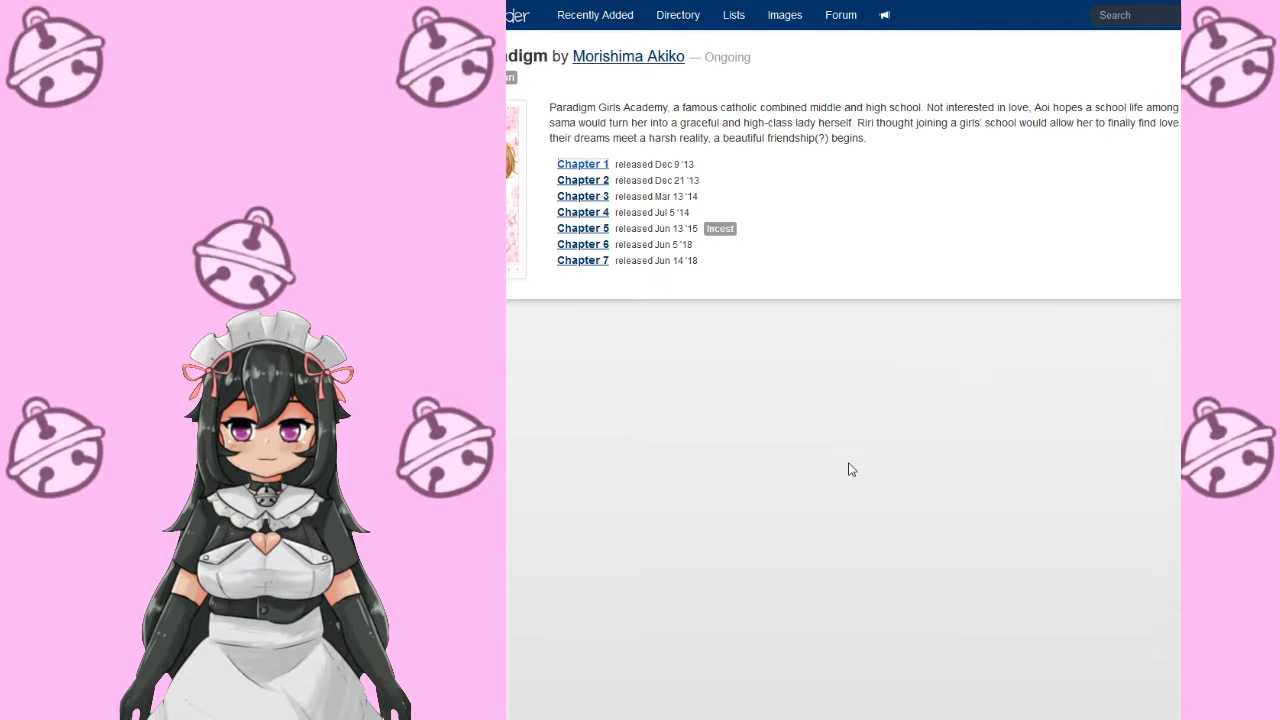 der Recently Added Directory Lists Images Forum Search
digm by Morishima Akiko — Ongoing
ri
Paradigm Girls Academy, a famous catholic combined middle and high school. Not interested in love, Aoi hopes a school life among
sama would turn her into a graceful and high-class lady herself. Riri thought joining a girls' school would allow her to finally find love.
their dreams meet a harsh reality, a beautiful friendship(?) begins.
Chapter 1 released Dec 9 '13
Chapter 2 released Dec 21 '13
Chapter 3 released Mar 13 '14
Chapter 4 released Jul 5 '14
Chapter 5 released Jun 13 '15 Incest
Chapter 6 released Jun 5 '18
Chapter 7 released Jun 14 '18